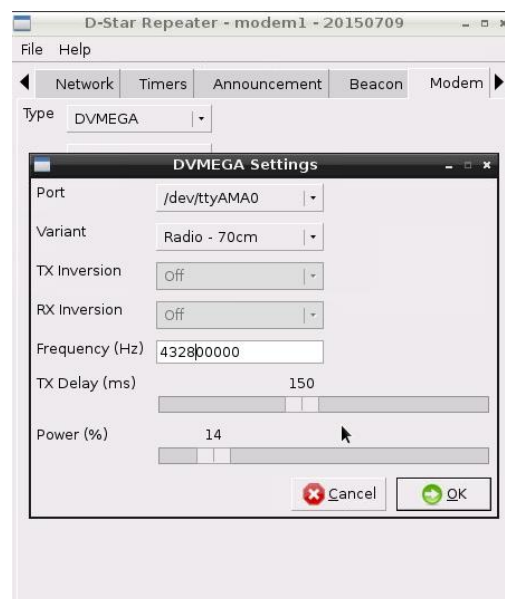 D-Star Repeater - modem1 - 20150709
File Help
Network Timers Announcement Beacon Modem
Type DVMEGA
DVMEGA Settings
Port /dev/ttyAMA0
Variant Radio - 70cm
TX Inversion Off
RX Inversion Off
Frequency (Hz) 432800000
TX Delay (ms) 150
Power (%) 14
Cancel OK